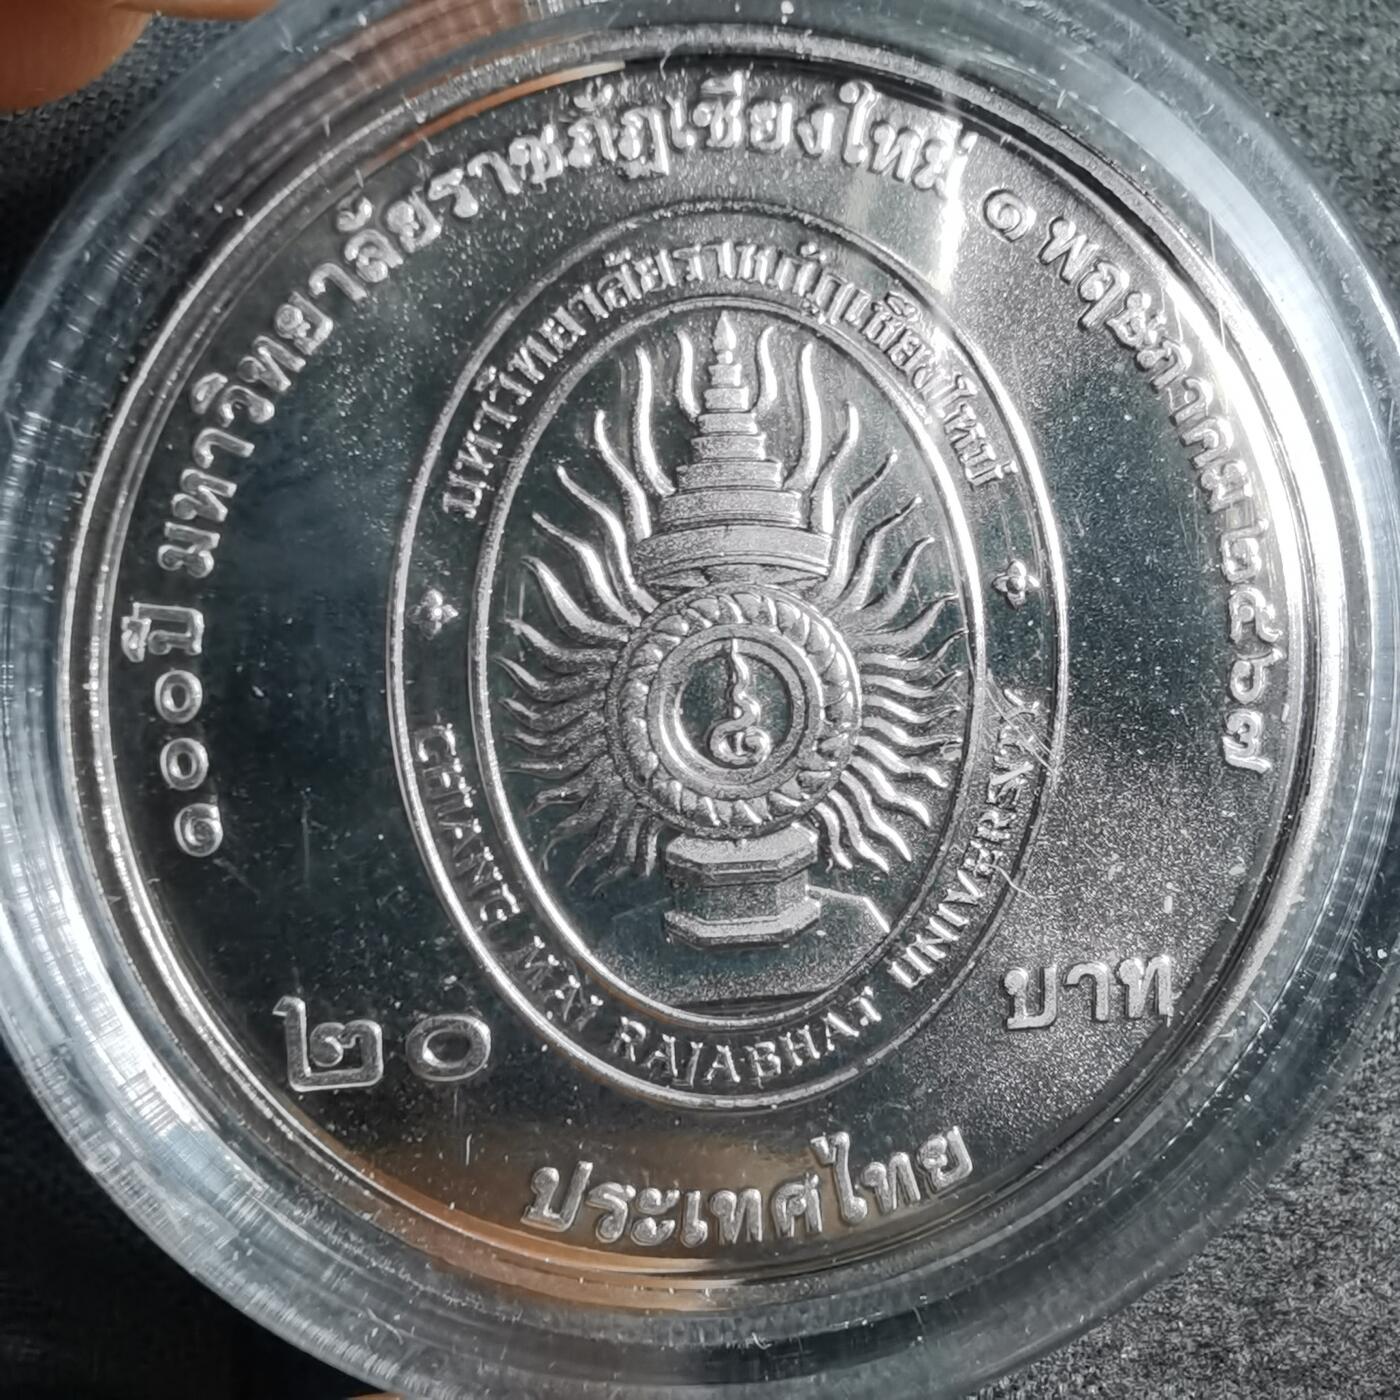 ๑๐๐ปี มหาวิทยาลัยราชภัฏเชียงใหม่ ๑ พฤษภาคม ๒๕๖๗
มหาวิทยาลัยราชภัฏเชียงใหม่
CHIANG MAI RAJABHAT UNIVERSITY
๒๐ บาท
ประเทศไทย